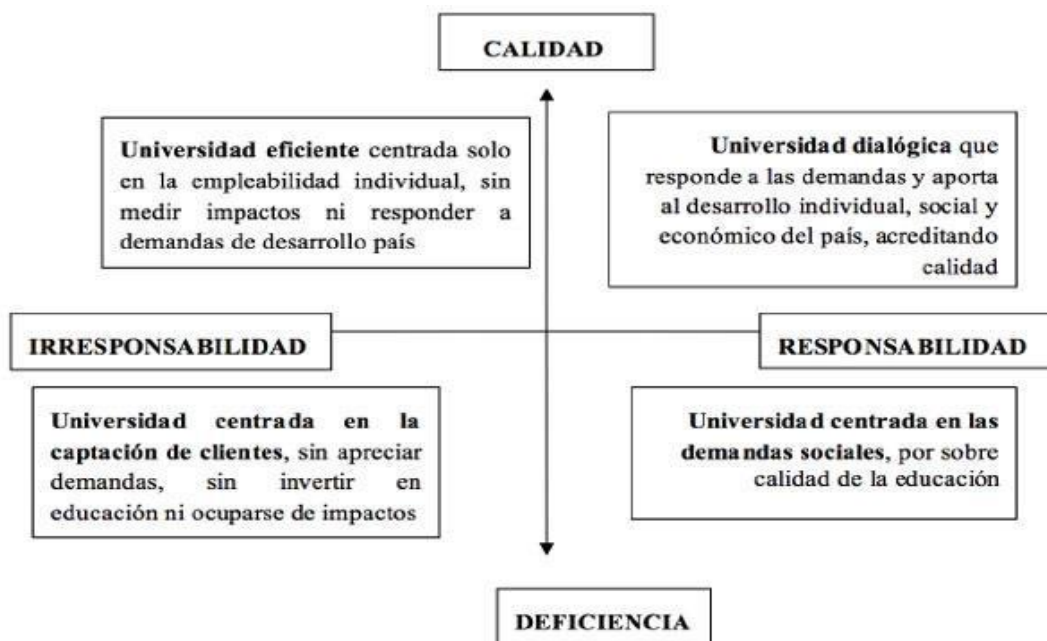 CALIDAD
Universidad eficiente centrada solo
en la empleabilidad individual, sin
medir impactos ni responder a
demandas de desarrollo país
Universidad dialógica que
responde a las demandas y aporta
al desarrollo individual, social y
económico del país, acreditando
calidad
IRRESPONSABILIDAD
RESPONSABILIDAD
Universidad centrada en la
captación de clientes, sin apreciar
demandas, sin invertir en
educación ni ocuparse de impactos
Universidad centrada en las
demandas sociales, por sobre
calidad de la educación
DEFICIENCIA